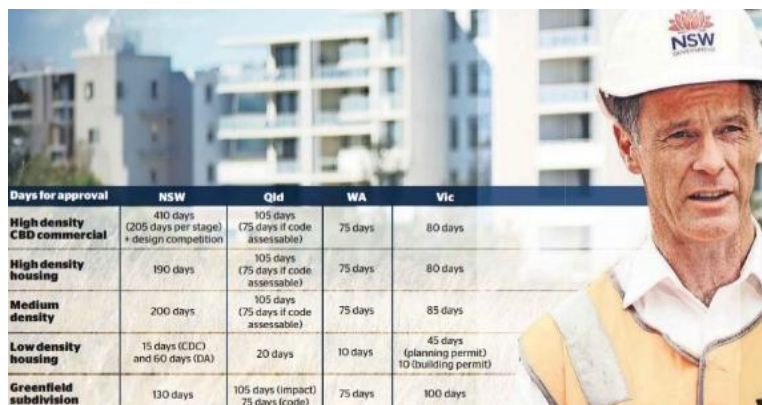 NSW
GOVERNMENT
Days for approval NSW Qld WA Vic
High density CBD commercial 410 days (205 days per stage) + design competition 105 days (75 days if code assessable) 75 days 80 days
High density housing 190 days 105 days (75 days if code assessable) 75 days 80 days
Medium density 200 days 105 days (75 days if code assessable) 75 days 85 days
Low density housing 15 days (CDC) and 60 days (DA) 20 days 10 days 45 days (planning permit) 10 (building permit)
Greenfield subdivision 130 days 105 days (impact) 75 days (code) 75 days 100 days